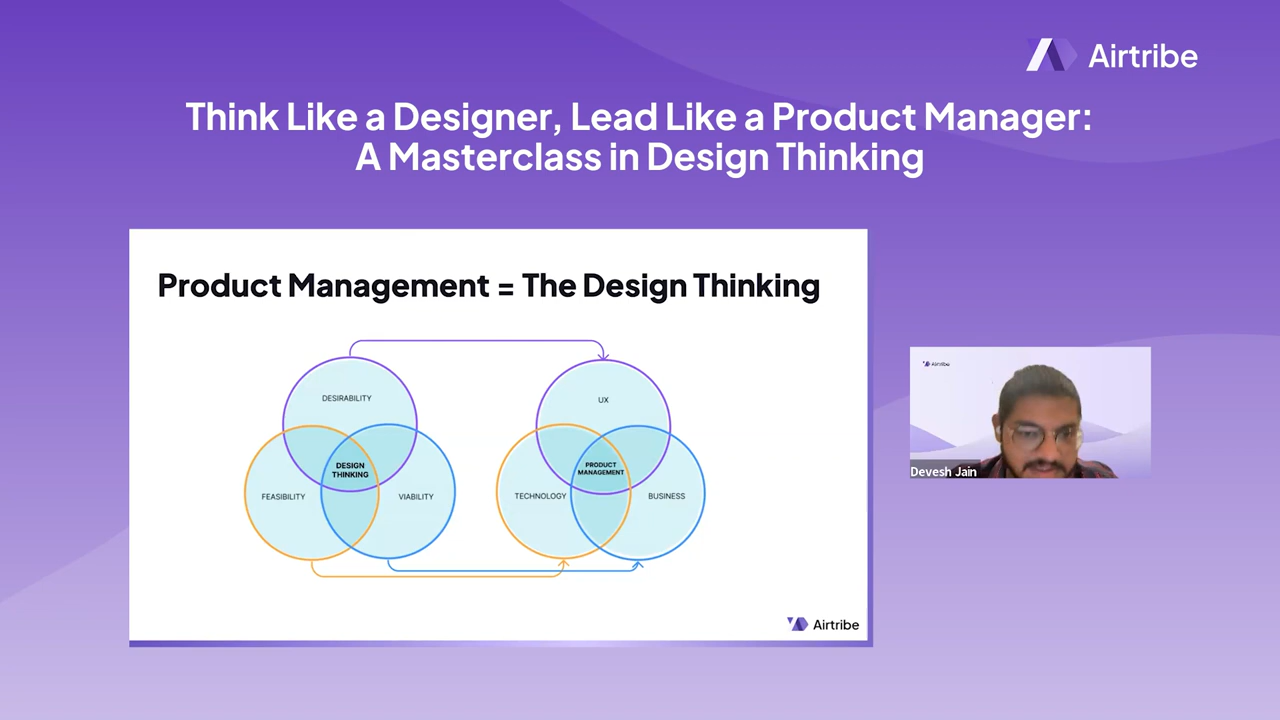 Airtribe
Think Like a Designer, Lead Like a Product Manager:
A Masterclass in Design Thinking
Product Management = The Design Thinking
DESIRABILITY
DESIGN
THINKING
FEASIBILITY
VIABILITY
UX
PRODUCT
MANAGEMENT
TECHNOLOGY
BUSINESS
Airtribe
Airtribe
Devesh Jain